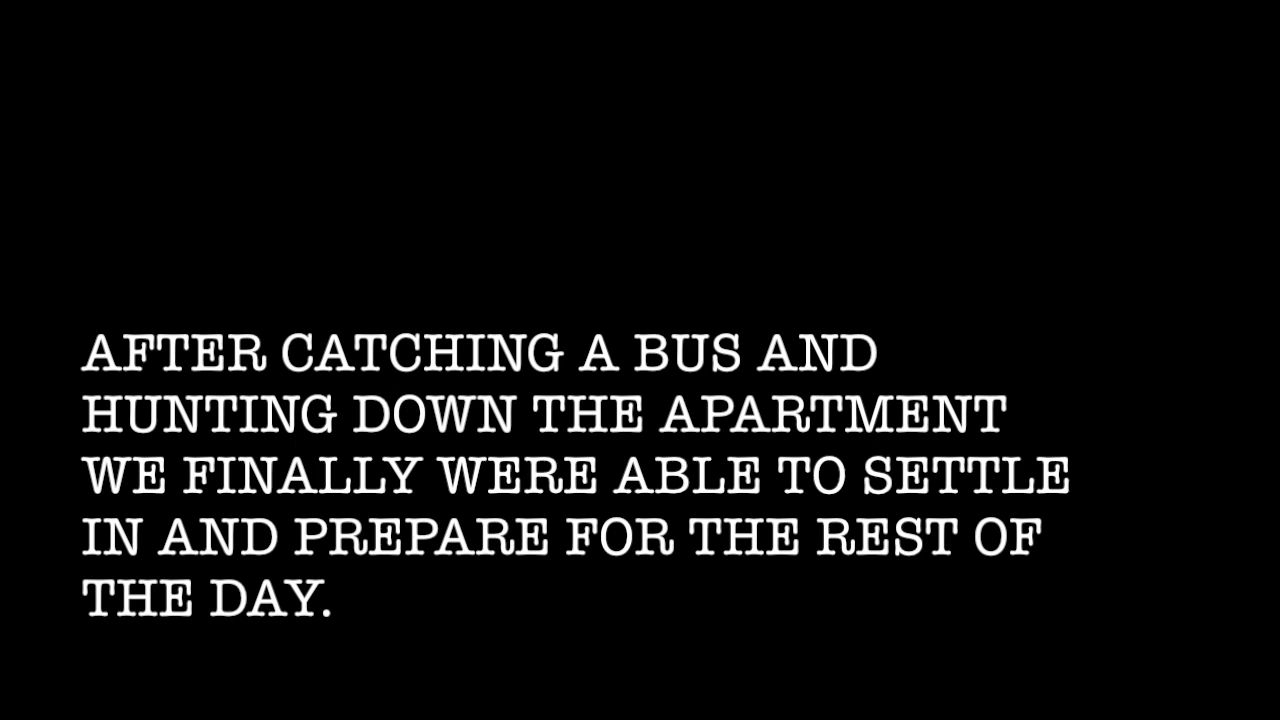 AFTER CATCHING A BUS AND
HUNTING DOWN THE APARTMENT
WE FINALLY WERE ABLE TO SETTLE
IN AND PREPARE FOR THE REST OF
THE DAY.